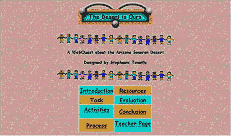 The Desert is Ours
A WebQuest about the Arizona Sonoran Desert
Designed by Stephanie
Introduction Resources
Task Evaluation
Activities Conclusion
Process Teacher Page